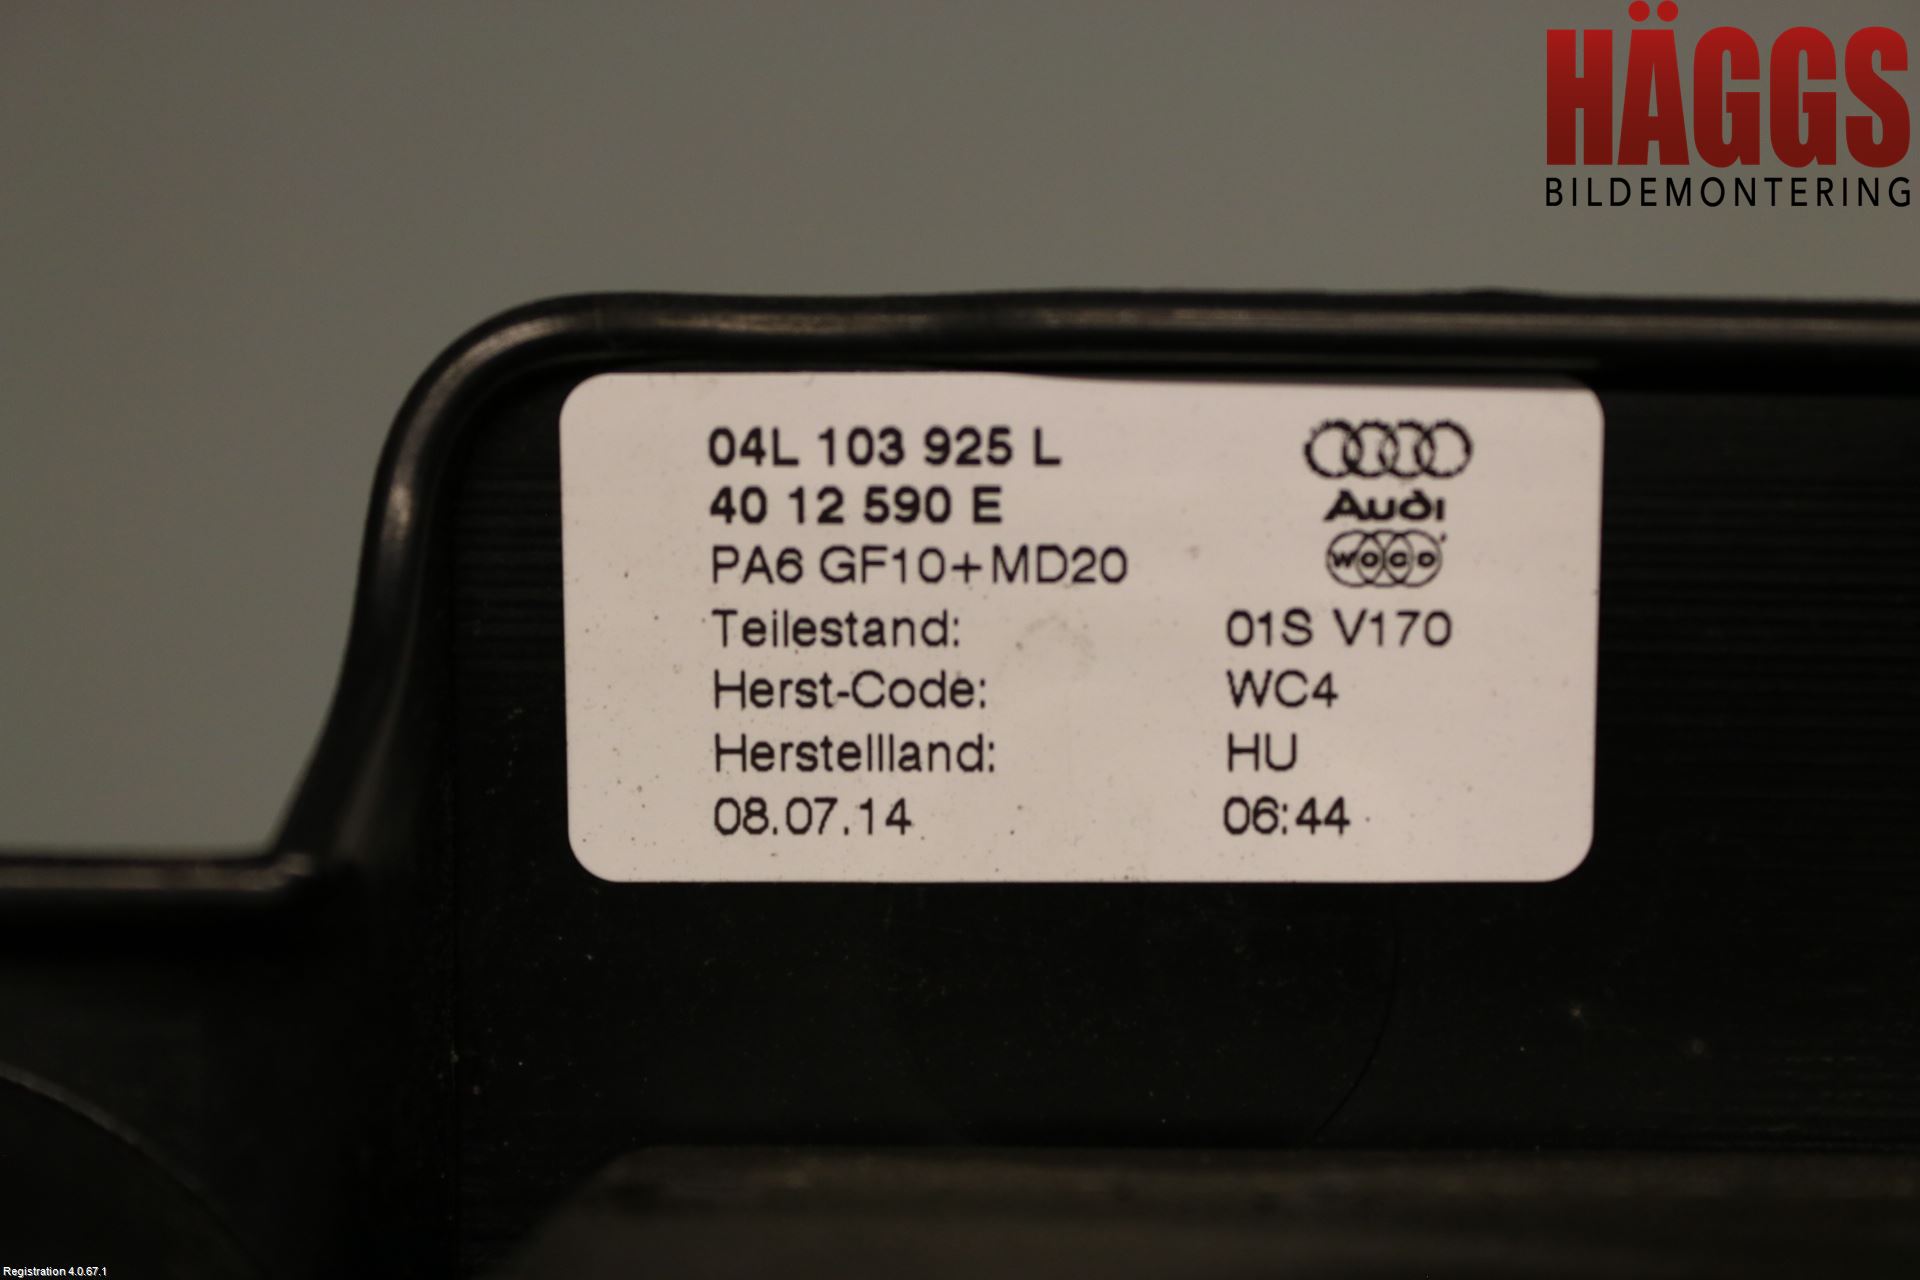 HÄGGS
BILDEMONTERING
04L 103 925 L
40 12 590 E
Audi
PA6 GF10+MD20
woco
Teilestand: 01S V170
Herst-Code: WC4
Herstellland: HU
08.07.14 06:44
Registration 4.0.67.1